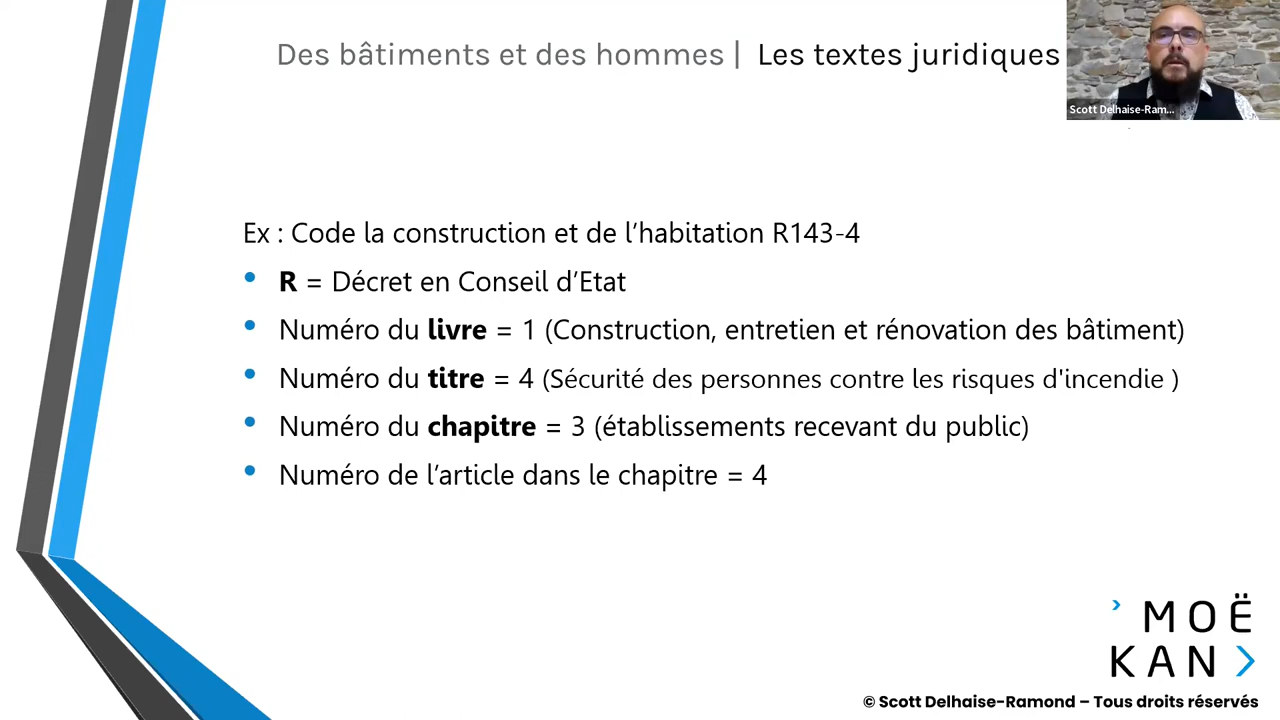 Des bâtiments et des hommes | Les textes juridiques
Scott Delhaise-Ram...
Ex : Code la construction et de l’habitation R143-4
• R = Décret en Conseil d’Etat
• Numéro du livre = 1 (Construction, entretien et rénovation des bâtiment)
• Numéro du titre = 4 (Sécurité des personnes contre les risques d'incendie )
• Numéro du chapitre = 3 (établissements recevant du public)
• Numéro de l’article dans le chapitre = 4
MOË
KAN
© Scott Delhaise-Ramond – Tous droits réservés